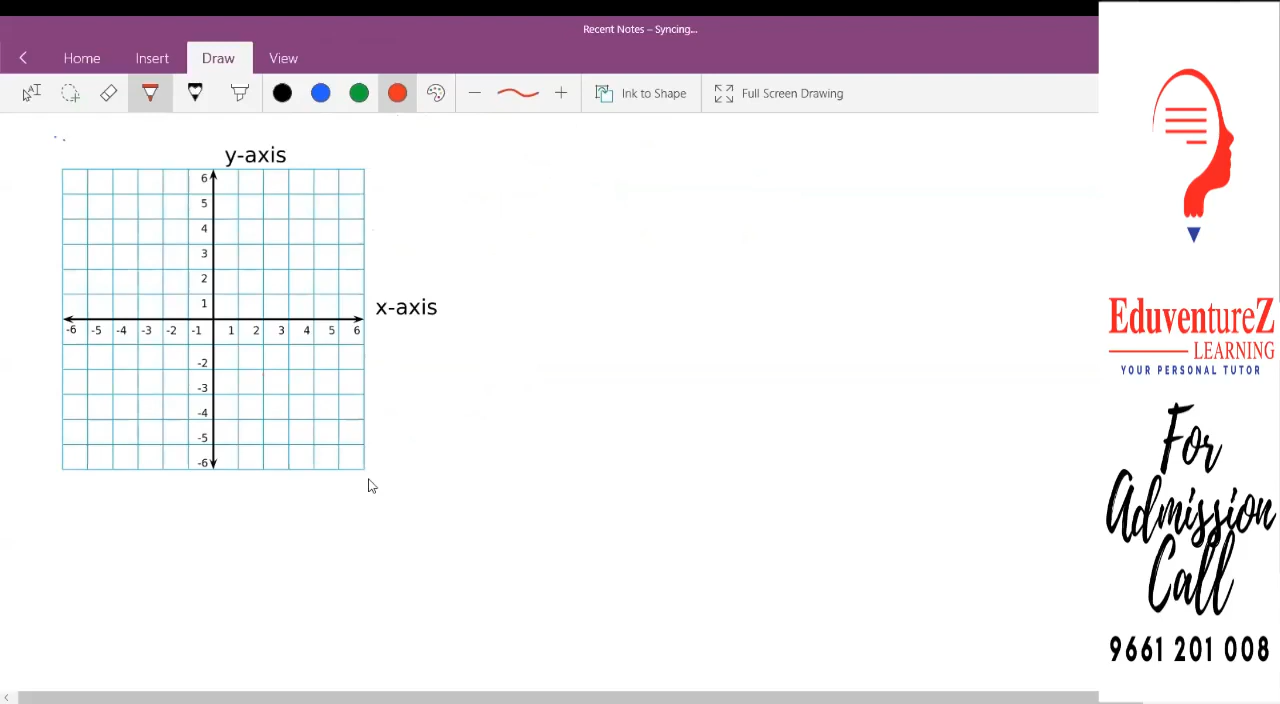 Recent Notes – Syncing...
Home Insert Draw View
Ink to Shape Full Screen Drawing
y-axis
6
5
4
3
2
1
x-axis
-6 -5 -4 -3 -2 -1 1 2 3 4 5 6
-2
-3
-4
-5
-6
EduventureZ
LEARNING
YOUR PERSONAL TUTOR
For
Admission
Call
9661 201 008